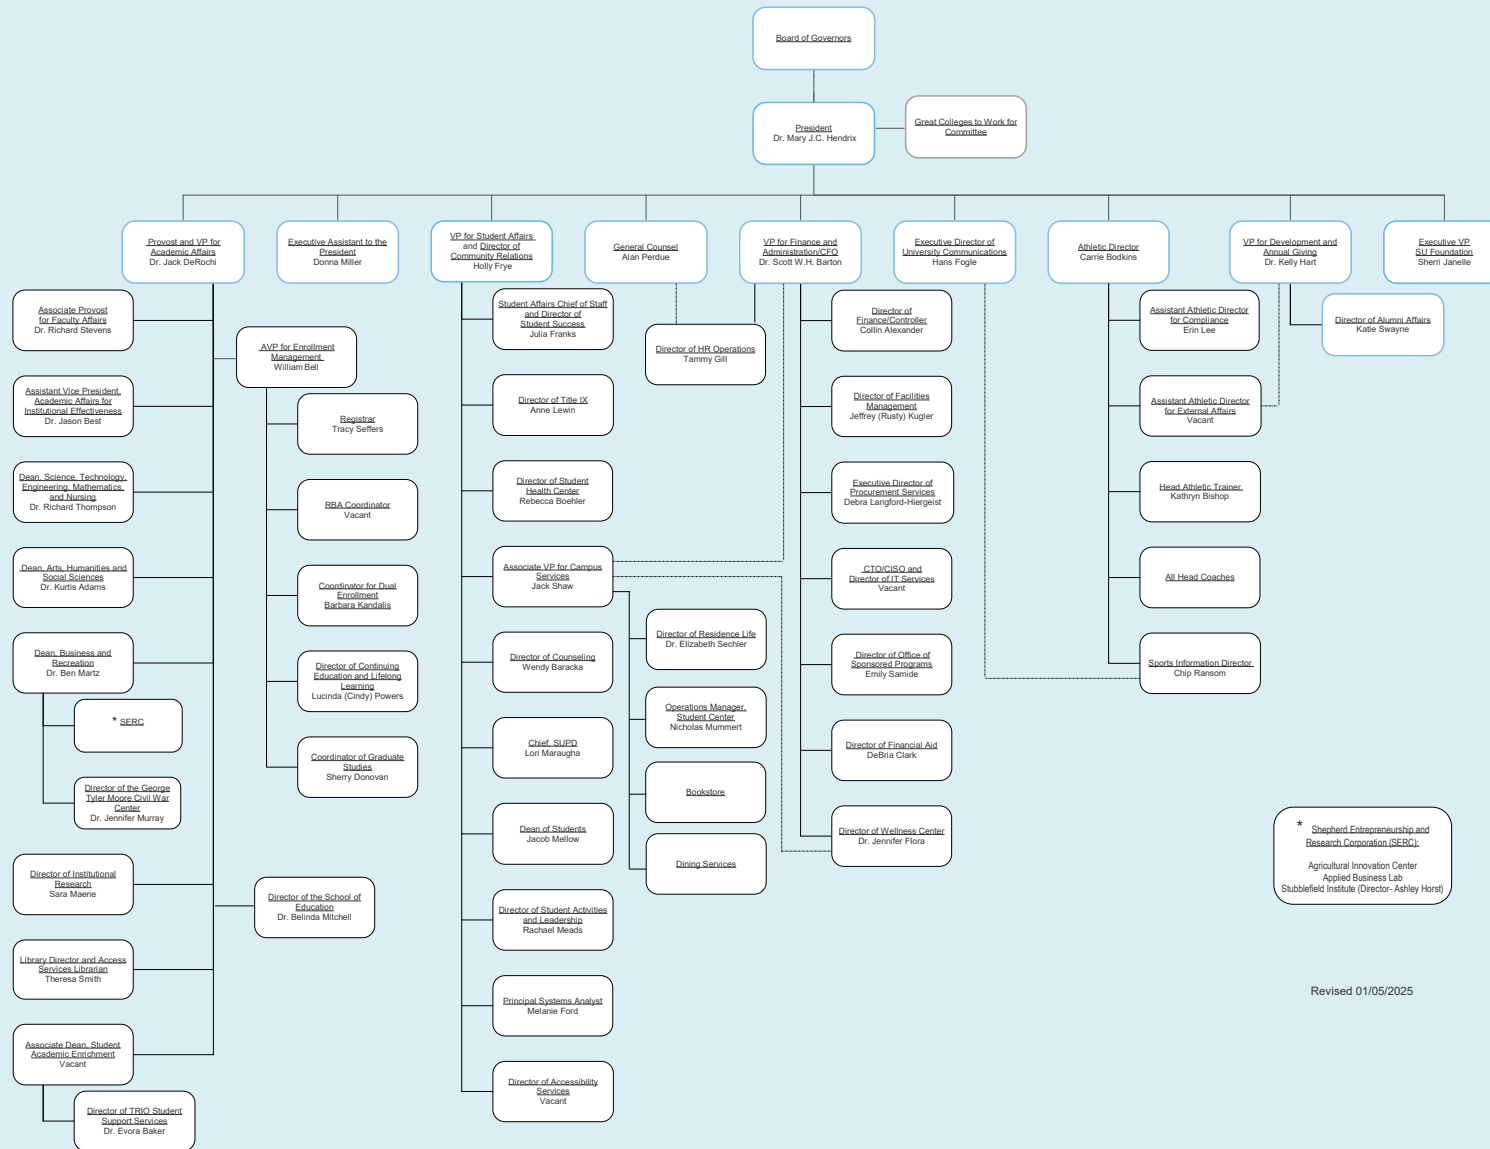 Board of Governors
President
Dr. Mary J.C. Hendrix
Great Colleges to Work for
Committee
Provost and VP for
Academic Affairs
Dr. Jack DeRochi
Executive Assistant to the
President
Donna Miller
VP for Student Affairs
and Director of
Community Relations
Holly Frye
General Counsel
Alan Perdue
VP for Finance and
Administration/CFO
Dr. Scott W.H. Barton
Executive Director of
University Communications
Hans Fogle
Athletic Director
Carrie Bodkins
VP for Development and
Annual Giving
Dr. Kelly Hart
Executive VP
SU Foundation
Sherri Janelle
Associate Provost
for Faculty Affairs
Dr. Richard Stevens
AVP for Enrollment
Management
William Bell
Assistant Vice President,
Academic Affairs for
Institutional Effectiveness
Dr. Jason Best
Registrar
Tracy Seffers
Dean, Science, Technology,
Engineering, Mathematics,
and Nursing
Dr. Richard Thompson
RBA Coordinator
Vacant
Dean, Arts, Humanities and
Social Sciences
Dr. Kurtis Adams
Coordinator for Dual
Enrollment
Barbara Kandalis
Dean, Business and
Recreation
Dr. Ben Martz
Director of Continuing
Education and Lifelong
Learning
Lucinda (Cindy) Powers
* SERC
Coordinator of Graduate
Studies
Sherry Donovan
Director of the George
Tyler Moore Civil War
Center
Dr. Jennifer Murray
Director of Institutional
Research
Sara Maene
Director of the School of
Education
Dr. Belinda Mitchell
Library Director and Access
Services Librarian
Theresa Smith
Associate Dean, Student
Academic Enrichment
Vacant
Director of TRIO Student
Support Services
Dr. Evora Baker
Student Affairs Chief of Staff
and Director of
Student Success
Julia Franks
Director of Title IX
Anne Lewin
Director of Student
Health Center
Rebecca Boehler
Associate VP for Campus
Services
Jack Shaw
Director of Counseling
Wendy Baracka
Chief, SUPD
Lori Maraugha
Dean of Students
Jacob Mellow
Director of Student Activities
and Leadership
Rachael Meads
Principal Systems Analyst
Melanie Ford
Director of Accessibility
Services
Vacant
Director of HR Operations
Tammy Gill
Director of Residence Life
Dr. Elizabeth Sechler
Operations Manager,
Student Center
Nicholas Mummert
Bookstore
Dining Services
Director of
Finance/Controller
Collin Alexander
Director of Facilities
Management
Jeffrey (Rusty) Kugler
Executive Director of
Procurement Services
Debra Langford-Hiergeist
CTO/CISO and
Director of IT Services
Vacant
Director of Office of
Sponsored Programs
Emily Samide
Director of Financial Aid
DeBria Clark
Director of Wellness Center
Dr. Jennifer Flora
Assistant Athletic Director
for Compliance
Erin Lee
Assistant Athletic Director
for External Affairs
Vacant
Head Athletic Trainer
Kathryn Bishop
All Head Coaches
Sports Information Director
Chip Ransom
Director of Alumni Affairs
Katie Swayne
* Shepherd Entrepreneurship and
Research Corporation (SERC):
Agricultural Innovation Center
Applied Business Lab
Stubblefield Institute (Director- Ashley Horst)
Revised 01/05/2025